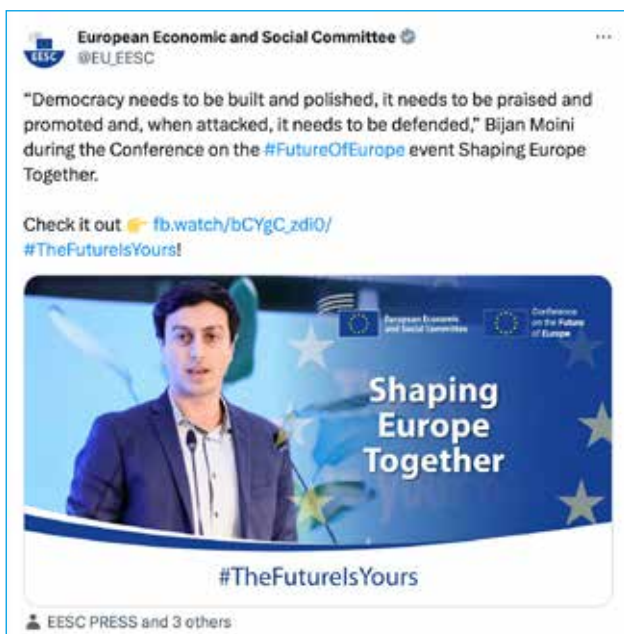 European Economic and Social Committee
@EU_EESC
“Democracy needs to be built and polished, it needs to be praised and
promoted and, when attacked, it needs to be defended,” Bijan Moini
during the Conference on the #FutureOfEurope event Shaping Europe
Together.
Check it out 👉 fb.watch/bCYgC_zdi0/
#TheFutureIsYours!
European Economic
and Social Committee
Conference
on the Future
of Europe
Shaping
Europe
Together
#TheFutureIsYours
EESC PRESS and 3 others
EESC